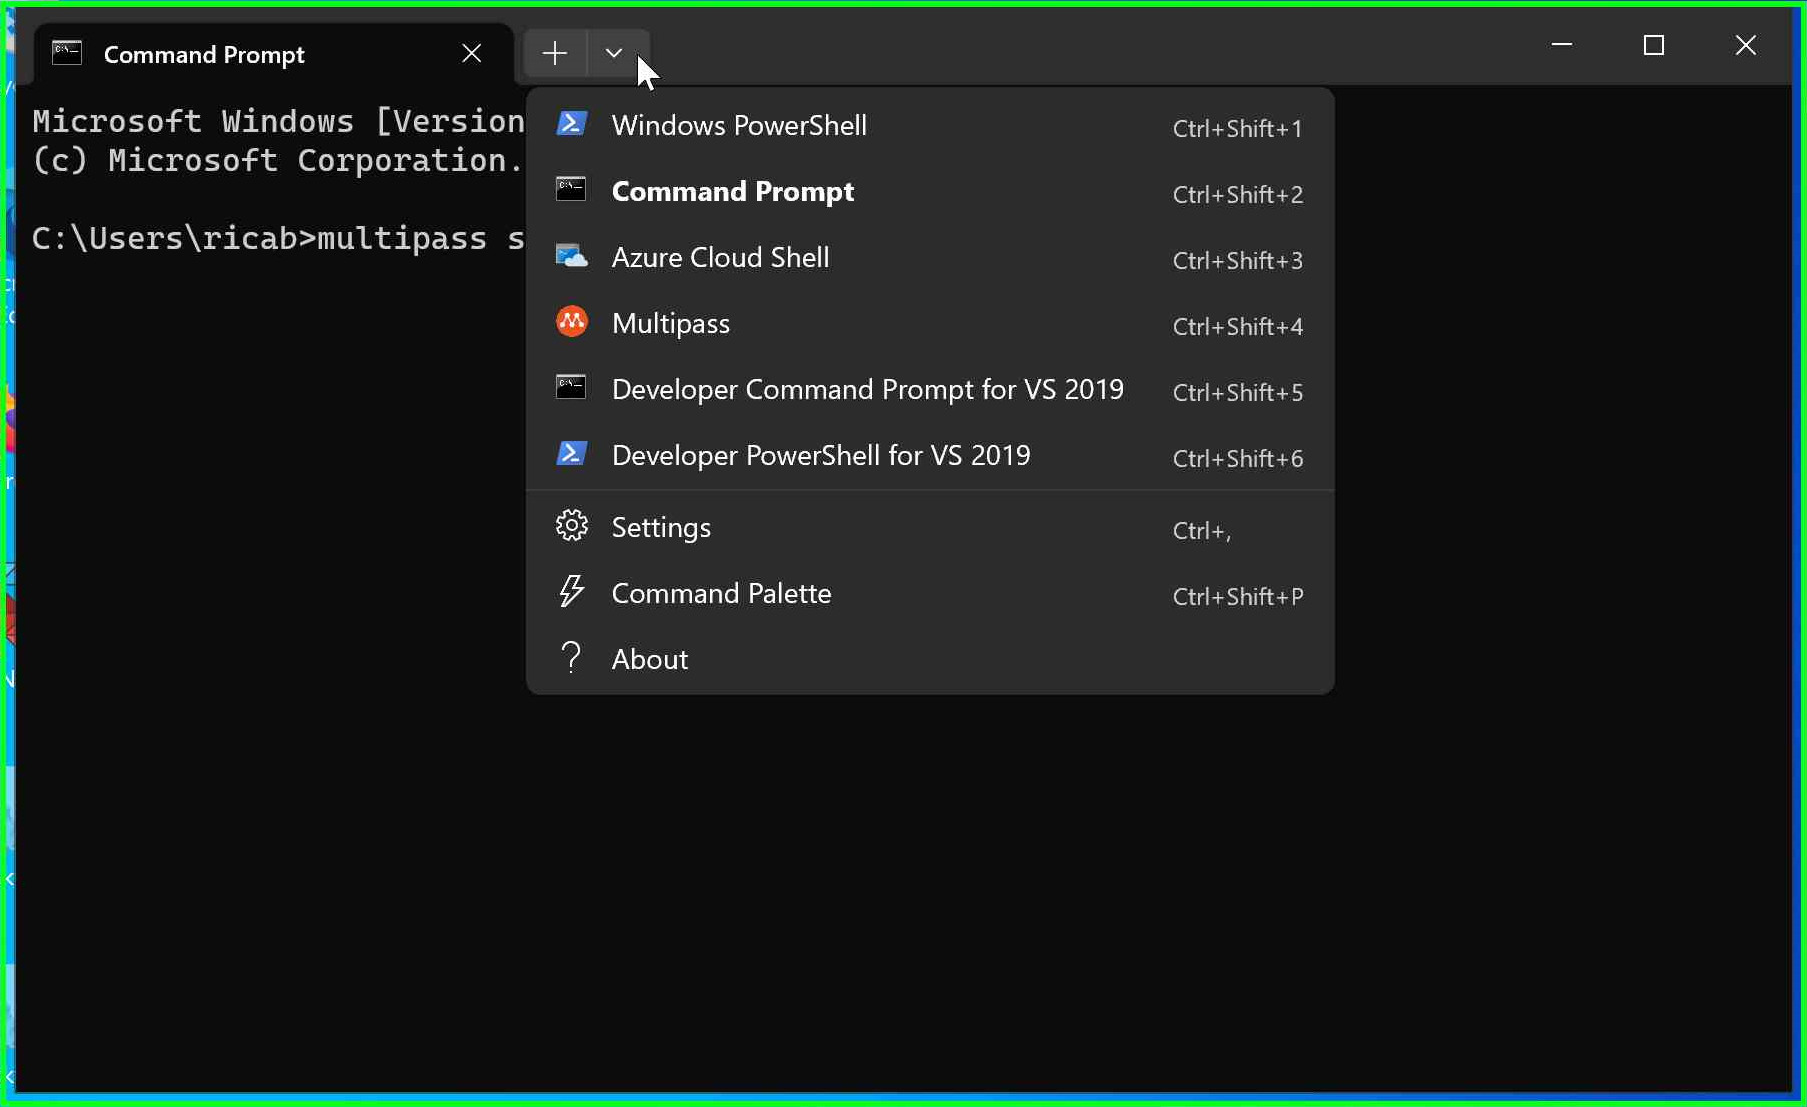 Command Prompt
Microsoft Windows [Version
(c) Microsoft Corporation.
C:\Users\ricab>multipass s
Windows PowerShell Ctrl+Shift+1
Command Prompt Ctrl+Shift+2
Azure Cloud Shell Ctrl+Shift+3
Multipass Ctrl+Shift+4
Developer Command Prompt for VS 2019 Ctrl+Shift+5
Developer PowerShell for VS 2019 Ctrl+Shift+6
Settings Ctrl+,
Command Palette Ctrl+Shift+P
About